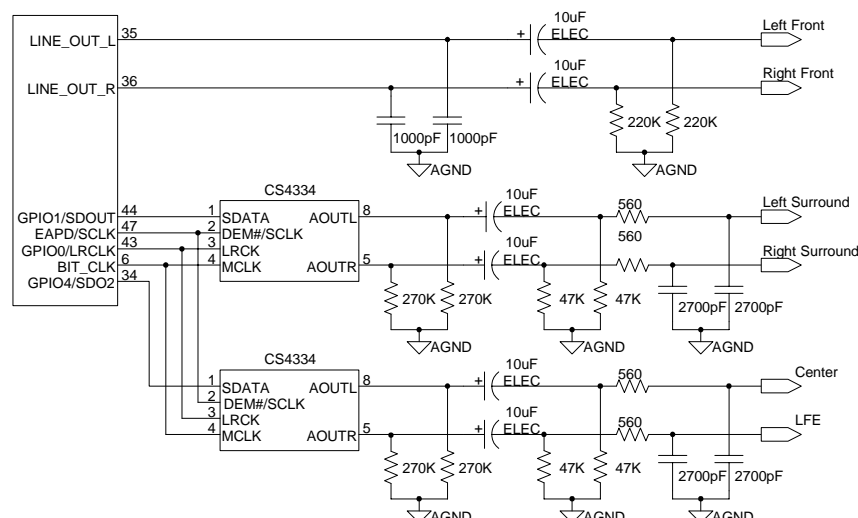 10uF
35
LINE_OUT_L
+
ELEC
Left Front
10uF
36
LINE_OUT_R
+
ELEC
Right Front
1000pF
1000pF
220K
220K
AGND
AGND
CS4334
10uF
GPIO1/SDOUT
44
1
SDATA
AOUTL
8
+
ELEC
560
Left Surround
EAPD/SCLK
47
2
DEM#/SCLK
10uF
560
GPIO0/LRCLK
43
3
LRCK
+
ELEC
Right Surround
BIT_CLK
6
4
MCLK
AOUTR
5
GPIO4/SDO2
34
270K
270K
47K
47K
2700pF
2700pF
AGND
AGND
AGND
CS4334
10uF
1
SDATA
AOUTL
8
+
ELEC
560
Center
2
DEM#/SCLK
10uF
3
LRCK
+
ELEC
560
LFE
4
MCLK
AOUTR
5
270K
270K
47K
47K
2700pF
2700pF
AGND
AGND
AGND